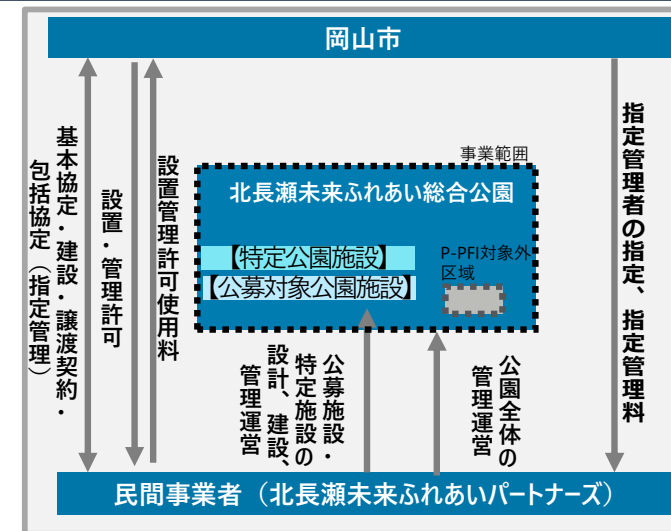 岡山市
基本協定・建設・譲渡契約・
包括協定（指定管理）
設置・管理許可
設置管理許可使用料
事業範囲
北長瀬未来ふれあい総合公園
【特定公園施設】
【公募対象公園施設】
P-PFI対象外
区域
公募施設・
特定施設の
設計、建設、
管理運営
公園全体の
管理運営
指定管理者の指定、指定管理料
民間事業者（北長瀬未来ふれあいパートナーズ）